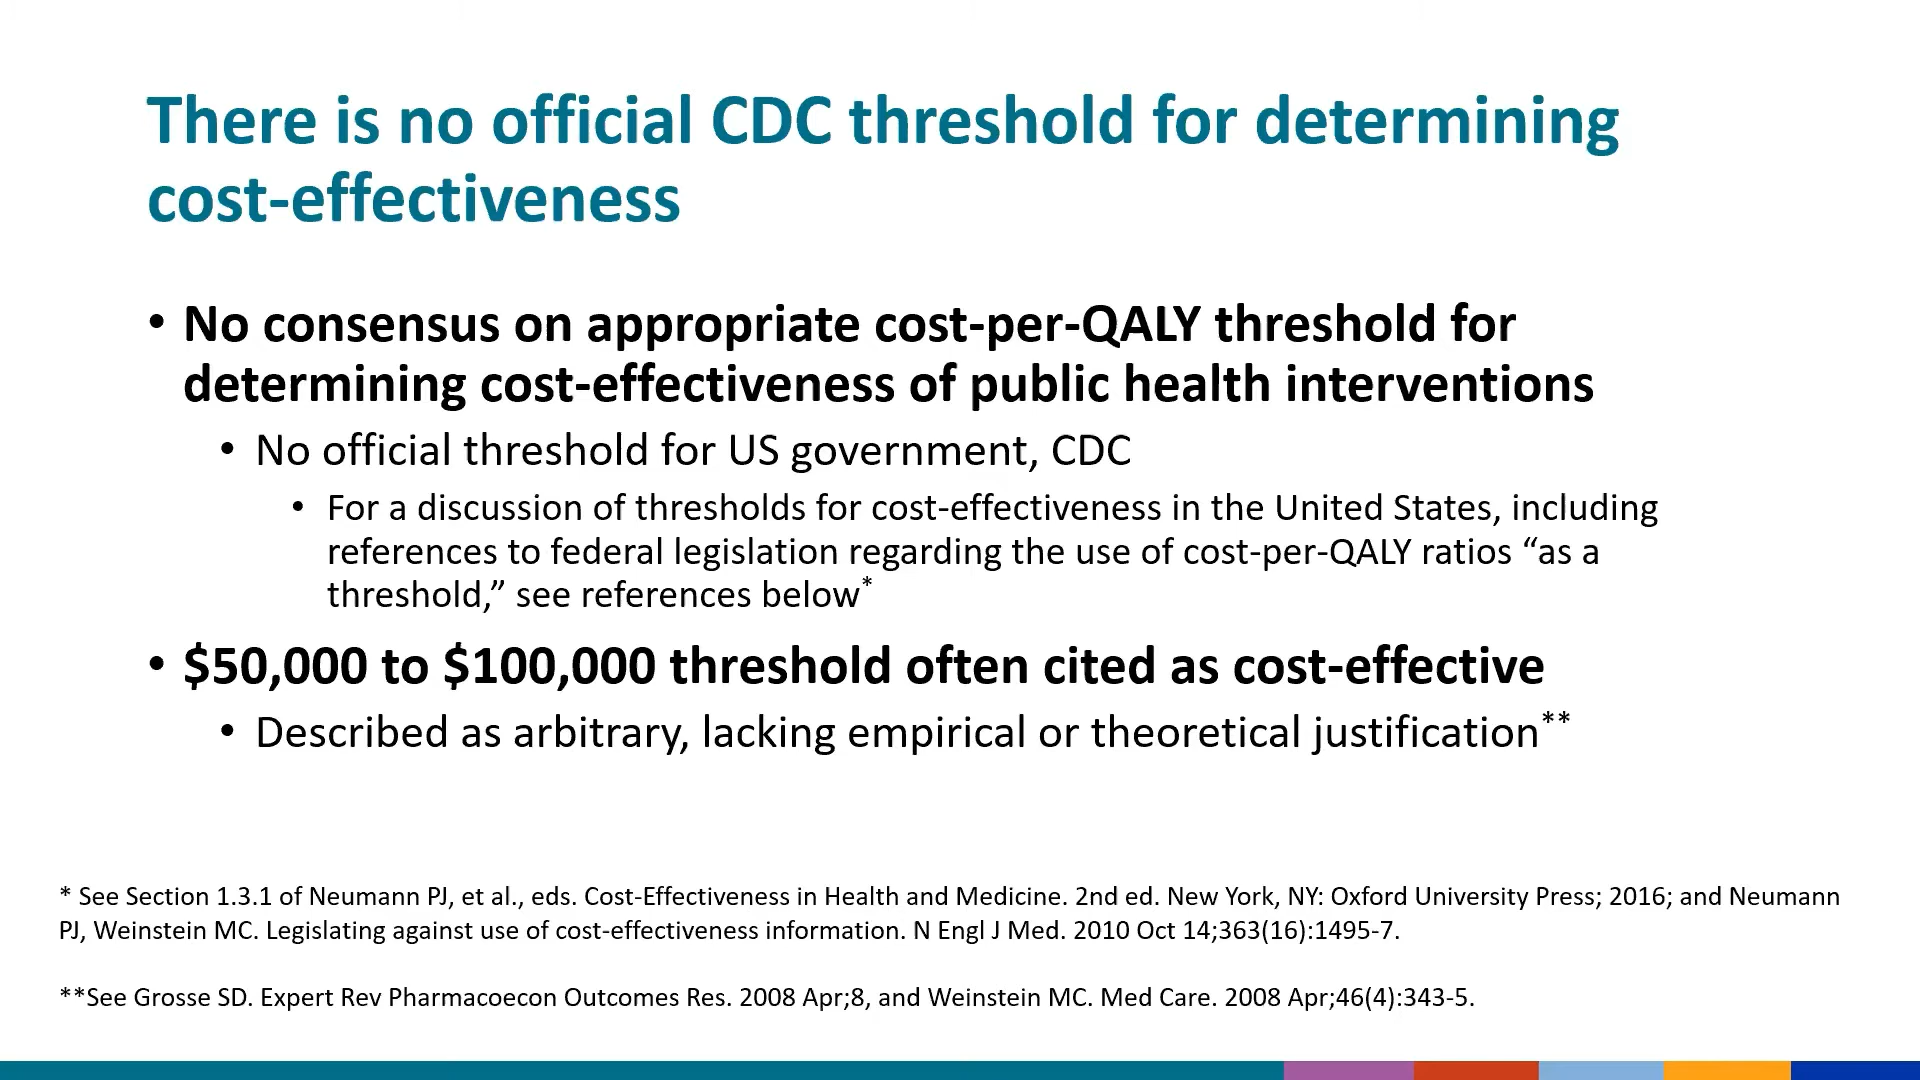 There is no official CDC threshold for determining
cost-effectiveness
• No consensus on appropriate cost-per-QALY threshold for
determining cost-effectiveness of public health interventions
• No official threshold for US government, CDC
• For a discussion of thresholds for cost-effectiveness in the United States, including
references to federal legislation regarding the use of cost-per-QALY ratios “as a
threshold,” see references below*
• $50,000 to $100,000 threshold often cited as cost-effective
• Described as arbitrary, lacking empirical or theoretical justification**
* See Section 1.3.1 of Neumann PJ, et al., eds. Cost-Effectiveness in Health and Medicine. 2nd ed. New York, NY: Oxford University Press; 2016; and Neumann
PJ, Weinstein MC. Legislating against use of cost-effectiveness information. N Engl J Med. 2010 Oct 14;363(16):1495-7.
**See Grosse SD. Expert Rev Pharmacoecon Outcomes Res. 2008 Apr;8, and Weinstein MC. Med Care. 2008 Apr;46(4):343-5.